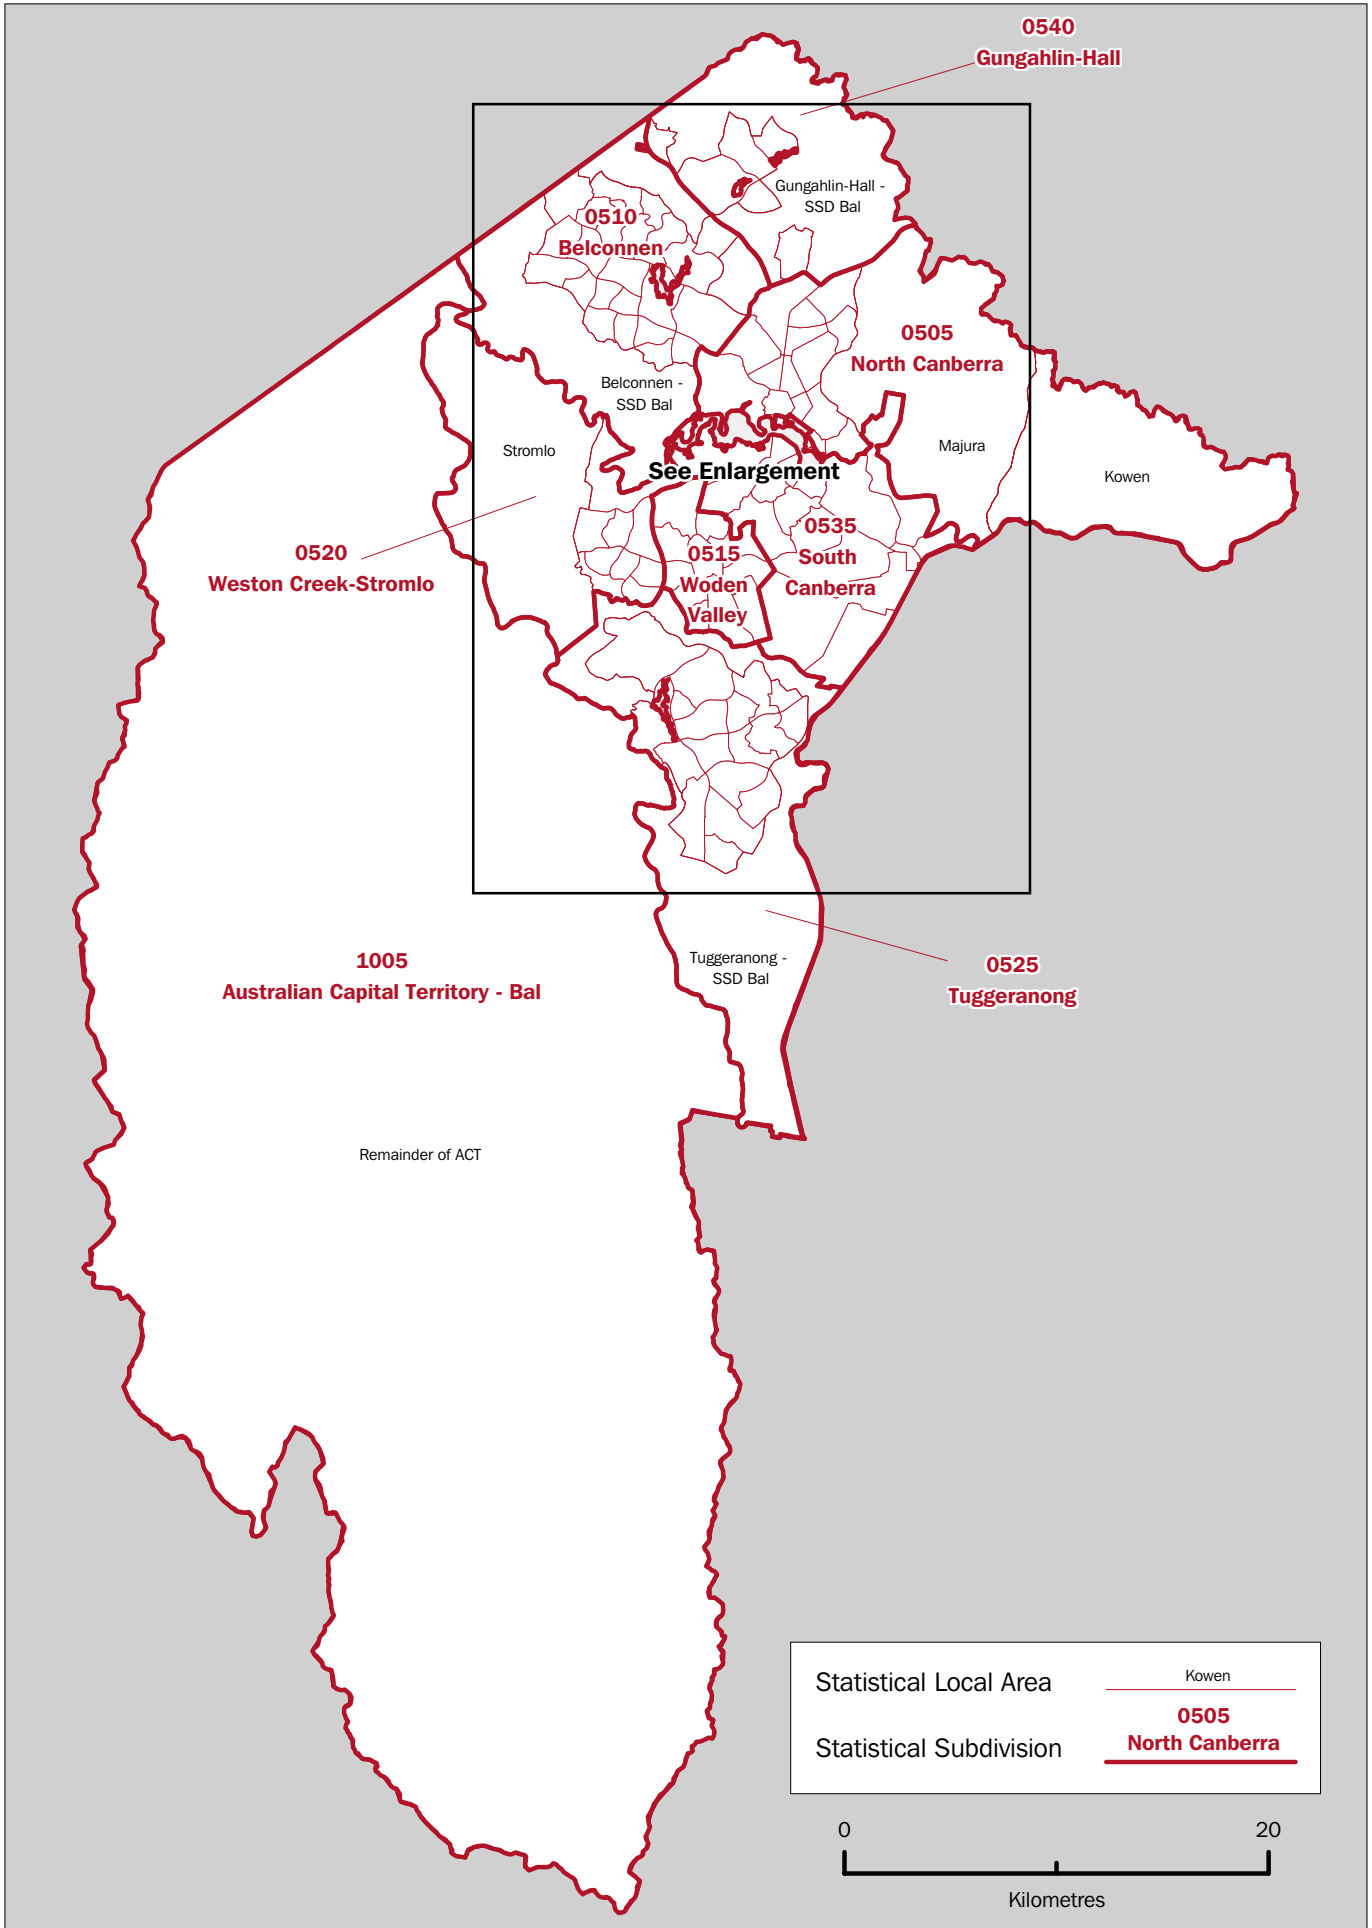 0540
Gungahlin-Hall
Gungahlin-Hall -
SSD Bal
0510
Belconnen
0505
North Canberra
Belconnen -
SSD Bal
Stromlo
Majura
See Enlargement
Kowen
0520
Weston Creek-Stromlo
0515
Woden
Valley
0535
South
Canberra
1005
Australian Capital Territory - Bal
Tuggeranong -
SSD Bal
0525
Tuggeranong
Remainder of ACT
Statistical Local Area
Kowen
Statistical Subdivision
0505
North Canberra
0
20
Kilometres